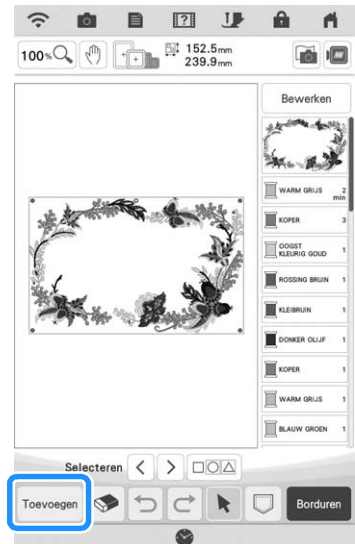 100%
152.5mm
239.9mm
Bewerken
WARM GRIJS 2 min
KOPER 3
OOGST KLEURIG GOUD 1
ROSSING BRUIN 1
KLEIBRUIN 1
DONKER OLIJF 1
KOPER 1
WARM GRIJS 1
BLAUW GROEN 1
Selecteren
Toevoegen
Borduren